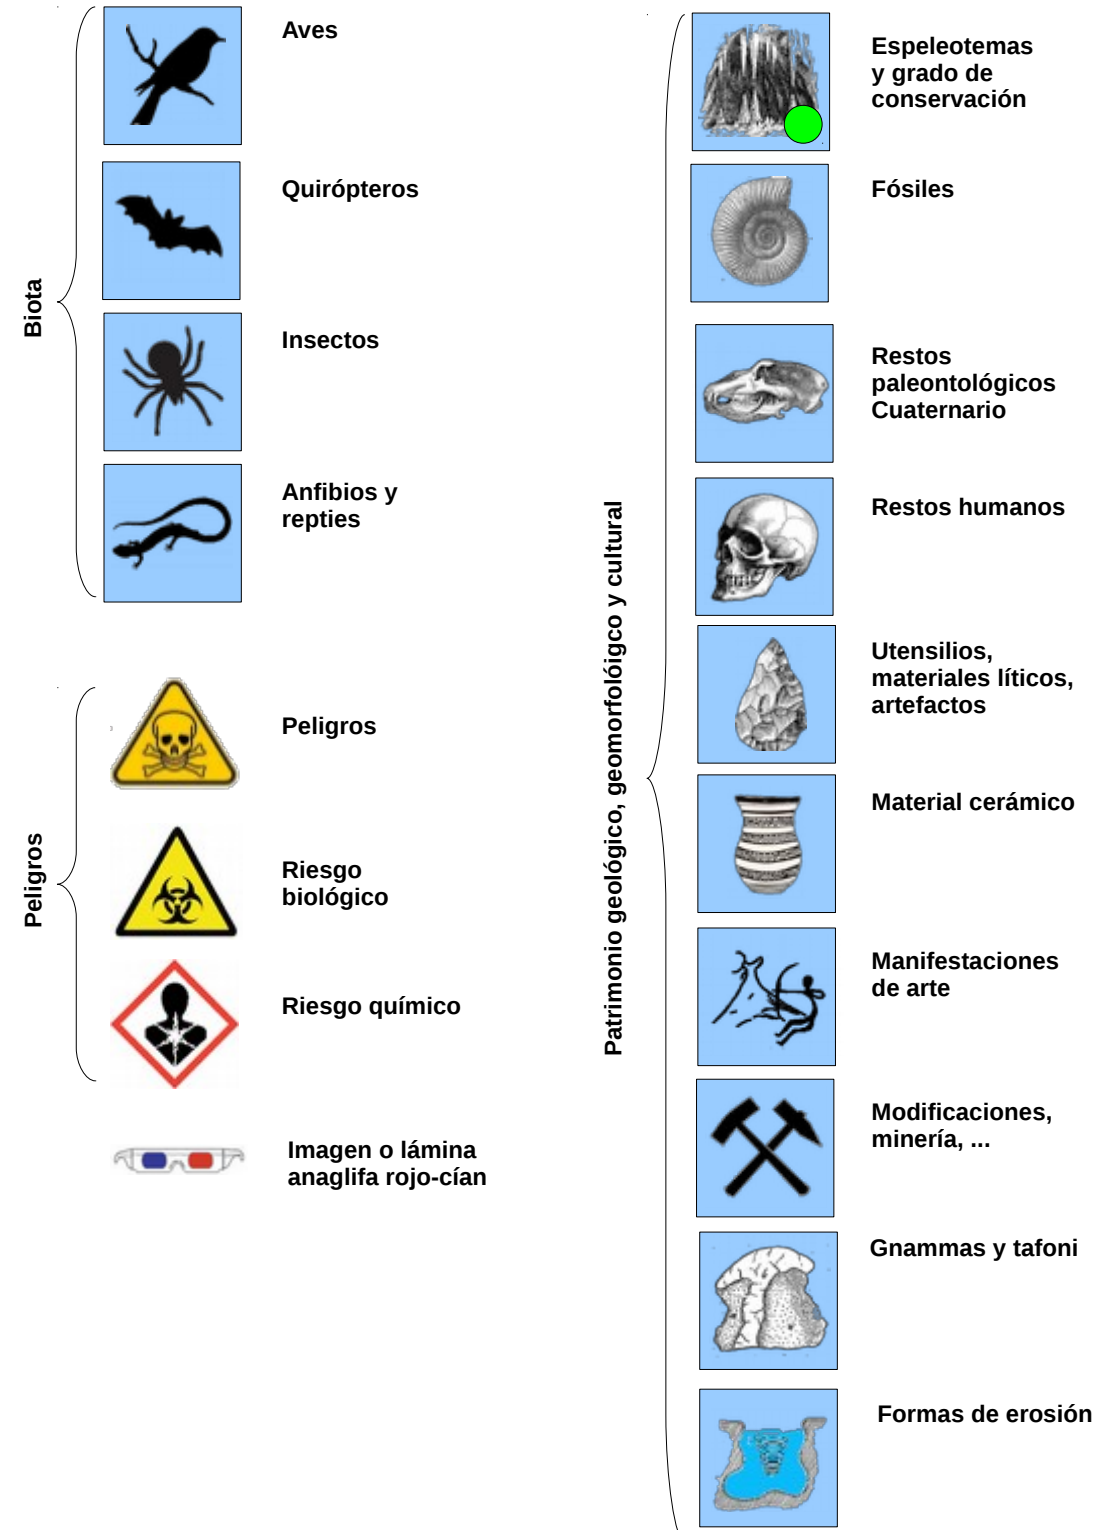 Biota
Aves
Quirópteros
Insectos
Anfibios y
repties
Peligros
Peligros
Riesgo
biológico
Riesgo químico
Imagen o lámina
anaglifa rojo-cían
Patrimonio geológico, geomorfolóigco y cultural
Espeleotemas
y grado de
conservación
Fósiles
Restos
paleontológicos
Cuaternario
Restos humanos
Utensilios,
materiales líticos,
artefactos
Material cerámico
Manifestaciones
de arte
Modificaciones,
minería, ...
Gnammas y tafoni
Formas de erosión